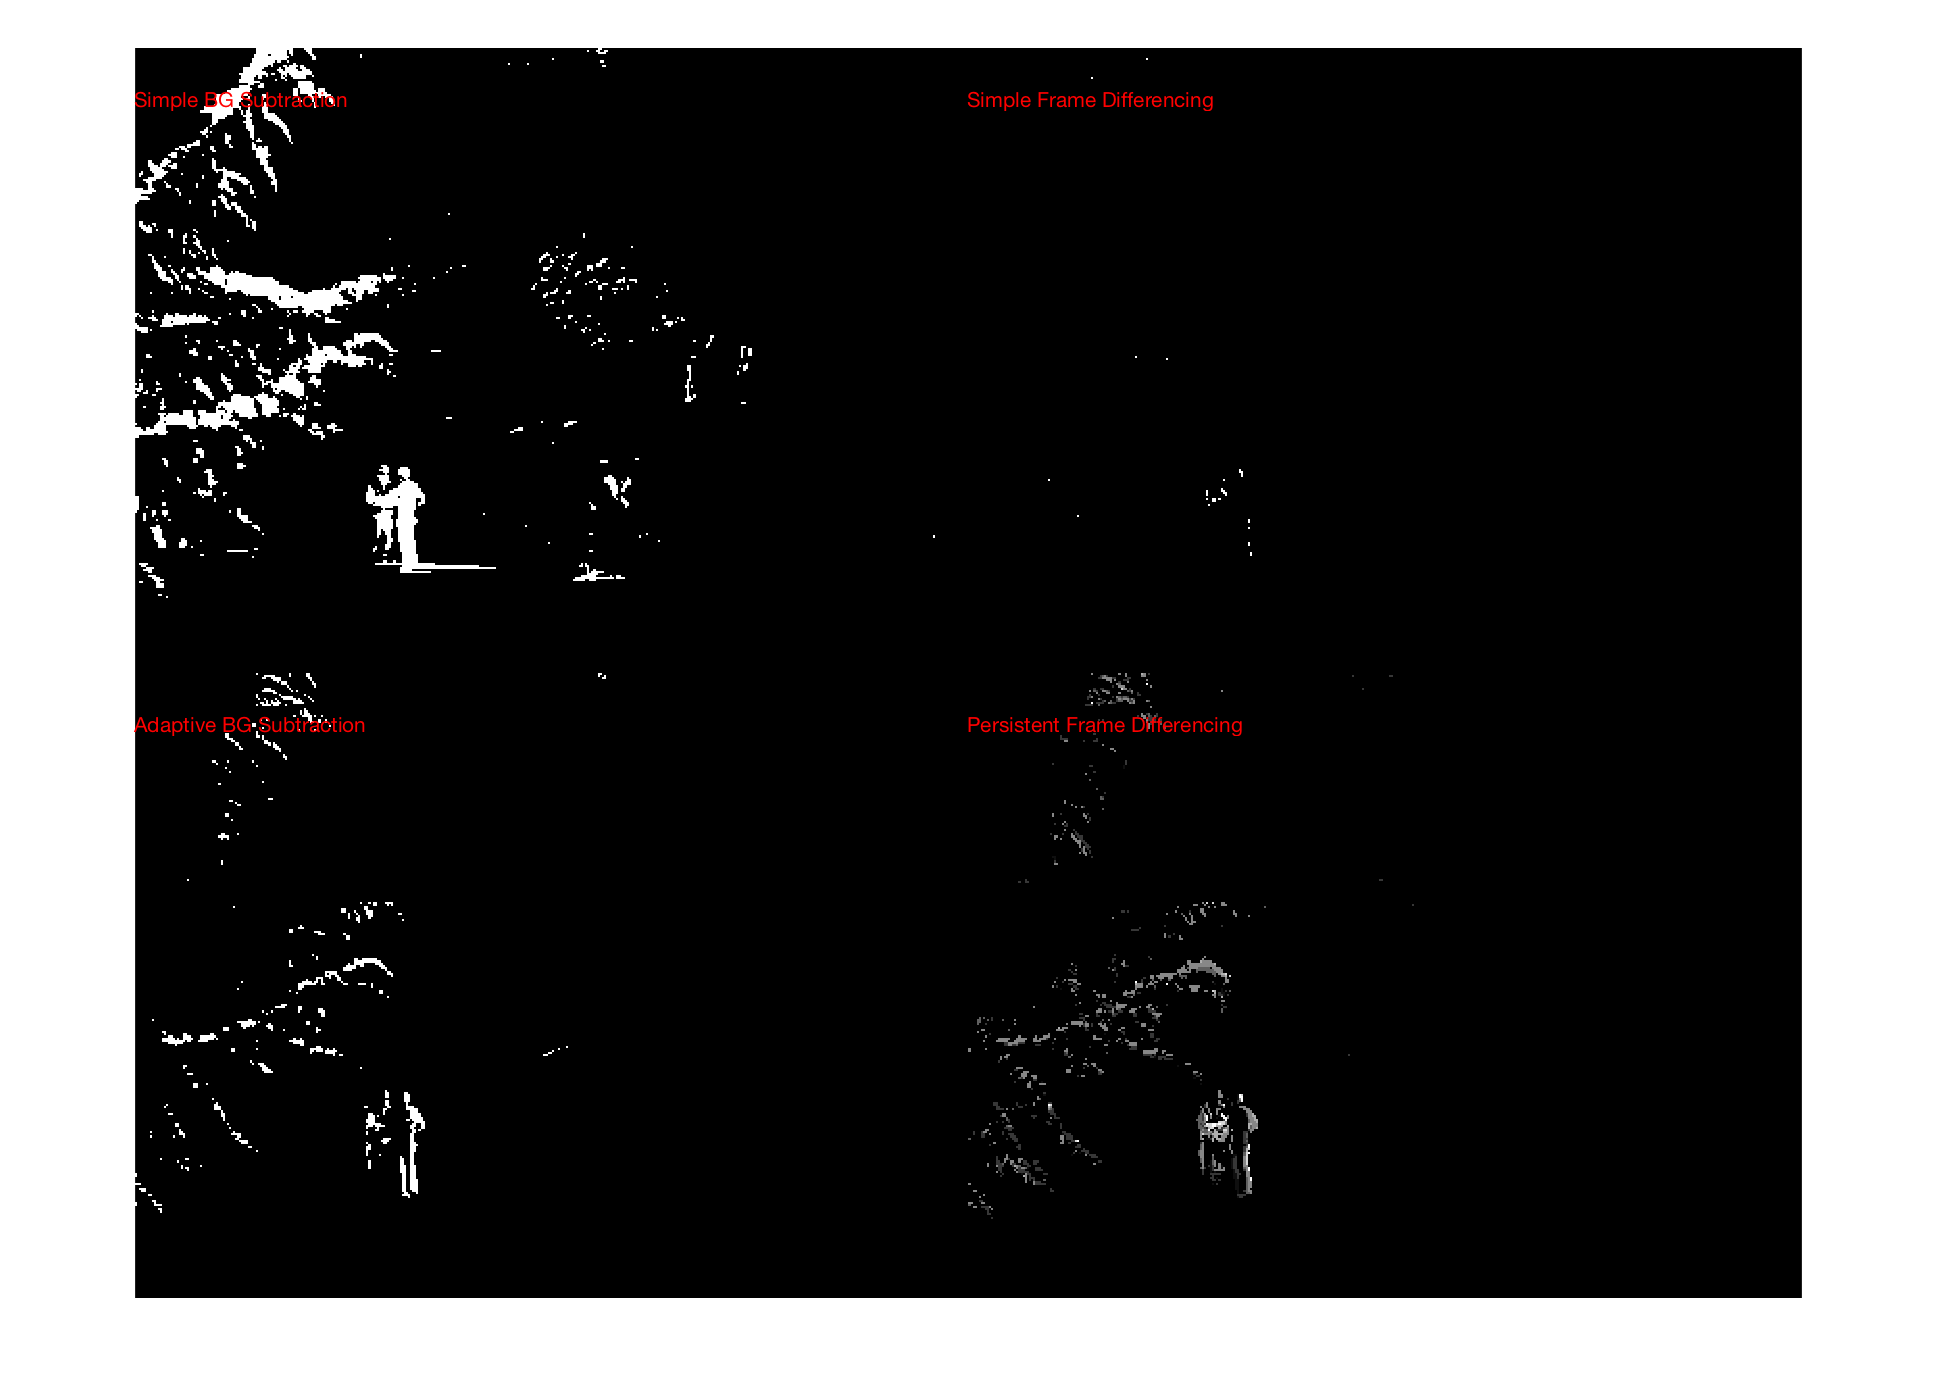 Simple BG Subtraction
Simple Frame Differencing
Adaptive BG Subtraction
Persistent Frame Differencing